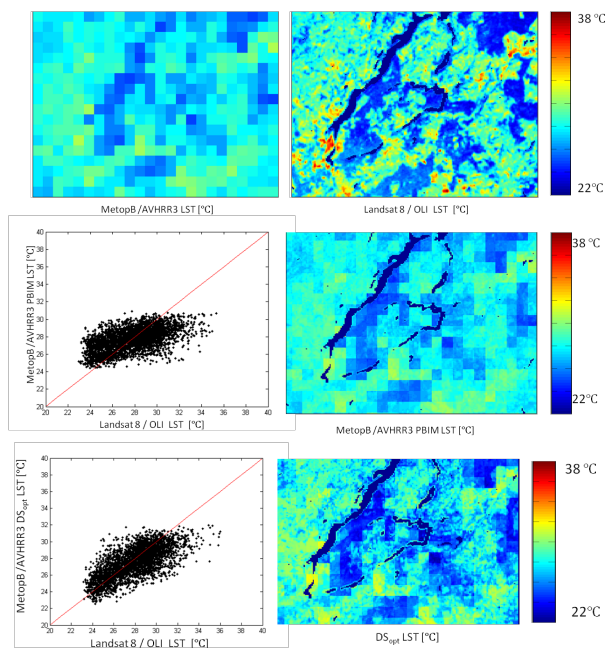 38 °C
22°C
MetopB /AVHRR3 LST [°C]
Landsat 8 / OLI LST [°C]
40
38
36
34
32
30
28
26
24
22
20
20 22 24 26 28 30 32 34 36 38 40
MetopB /AVHRR3 PBIM LST [°C]
Landsat 8 / OLI LST [°C]
38 °C
22°C
MetopB/AVHRR3 PBIM LST [°C]
40
38
36
34
32
30
28
26
24
22
20
20 22 24 26 28 30 32 34 36 38 40
MetopB /AVHRR3 DSopt LST [°C]
Landsat 8 / OLI LST [°C]
38 °C
22°C
DSopt LST [°C]